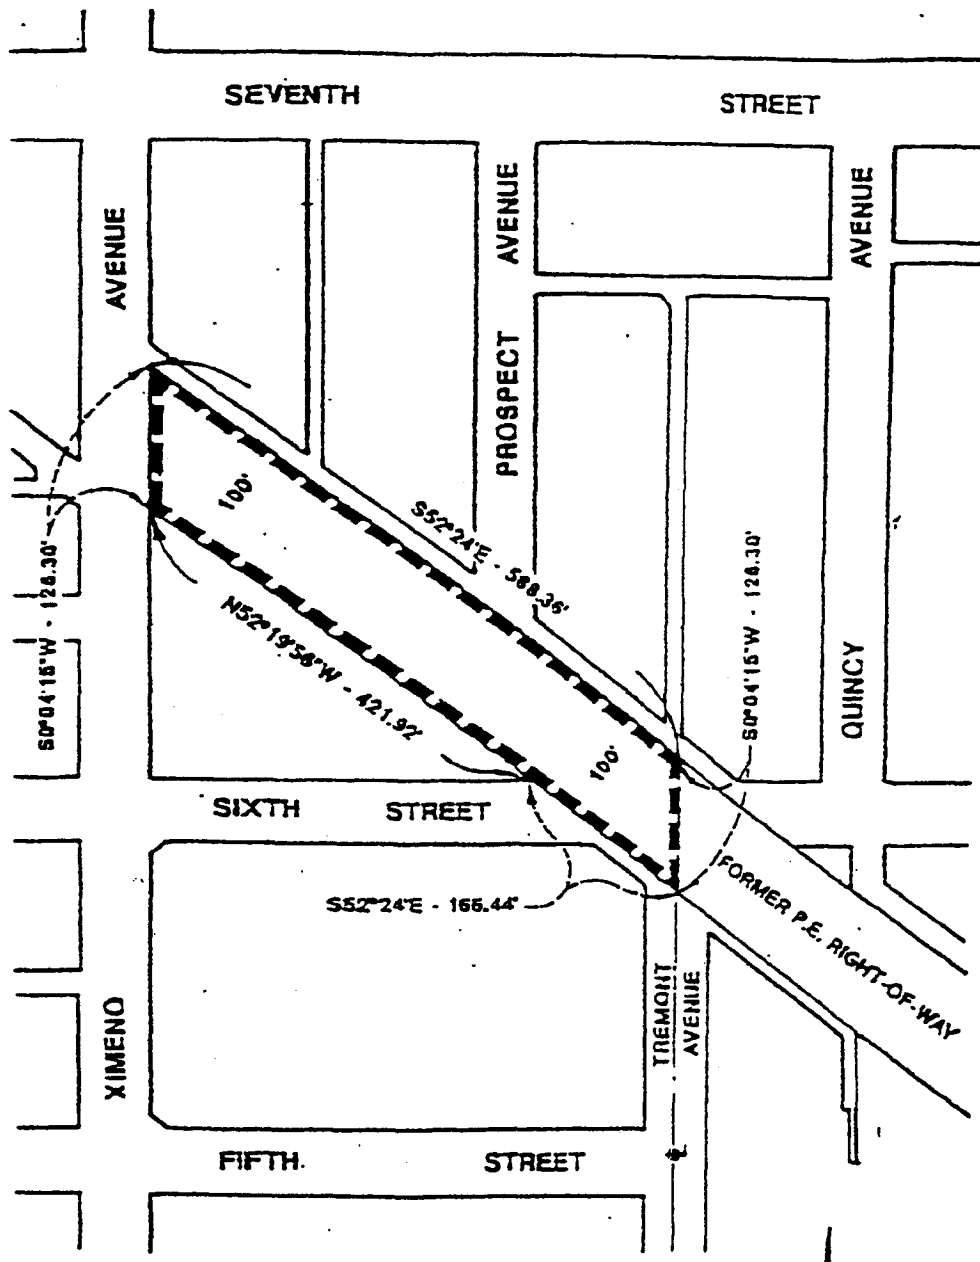 SEVENTH STREET
AVENUE
AVENUE
AVENUE
PROSPECT
100'
S52°24'E - 588.36'
S0°04'15"W - 126.30'
S0°04'15"W - 126.30'
N52°19'56"W - 421.92'
QUINCY
100'
SIXTH STREET
S52°24'E - 166.44'
FORMER P.E. RIGHT-OF-WAY
XIMENO
TREMONT
AVENUE
FIFTH STREET